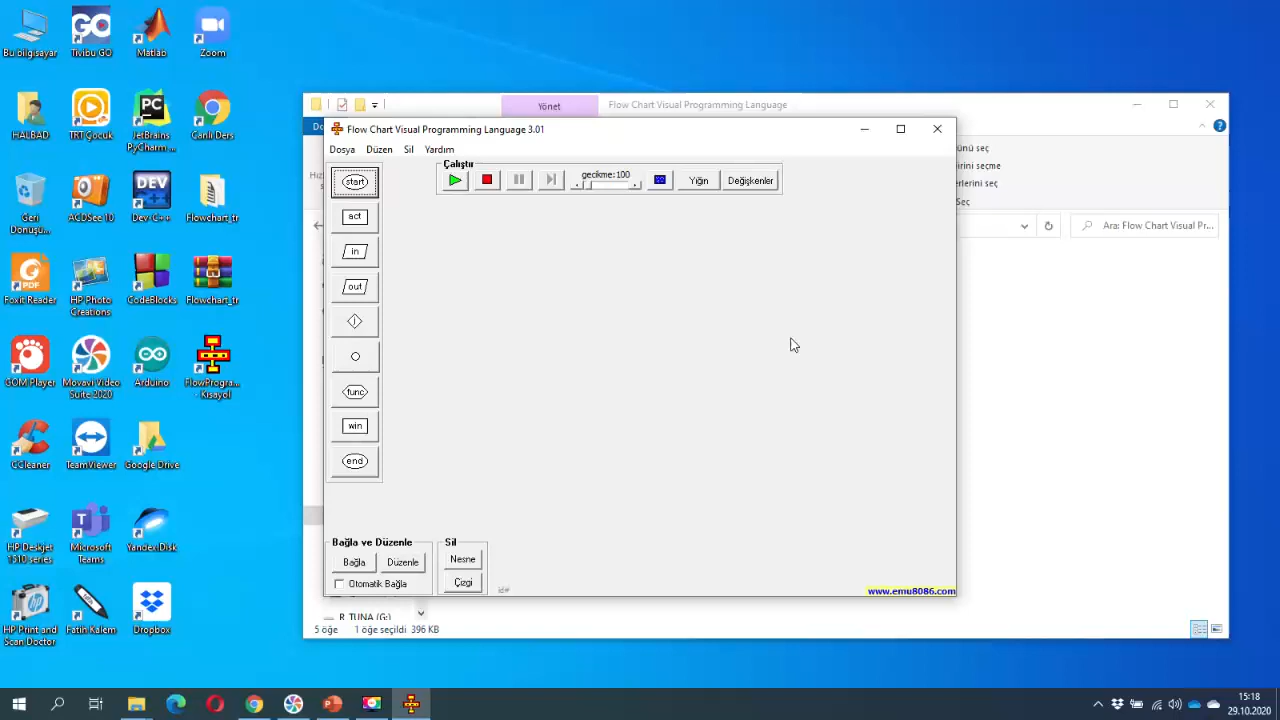 Bu bilgisayar
Tivibu GO
Matlab
Zoom
HALBAD
TRT Çocuk
JetBrains
PyCharm ...
Canlı Ders
Geri
Dönüşü...
ACDSee 10
Dev-C++
Flowchart_tr
Foxit Reader
HP Photo
Creations
CodeBlocks
Flowchart_tr
GOM Player
Movavi Video
Suite 2020
Arduino
FlowProgra...
- Kısayol
CCleaner
TeamViewer
Google Drive
HP Deskjet
1510 series
Microsoft
Teams
YandexDisk
HP Print and
Scan Doctor
Fatih Kalem
Dropbox
Yönet
Flow Chart Visual Programming Language
Flow Chart Visual Programming Language 3.01
Dosya Düzen Sil Yardım
Çalıştır
gecikme:100
Yığın
Değişkenler
start
act
in
out
func
win
end
Bağla ve Düzenle
Bağla
Düzenle
Otomatik Bağla
Sil
Nesne
Çizgi
www.emu8086.com
ünü seç
irini seçme
erlerini seç
Seç
Ara: Flow Chart Visual Pr...
R_TUNA (G:)
5 öğe
1 öğe seçildi 396 KB
15:18
29.10.2020